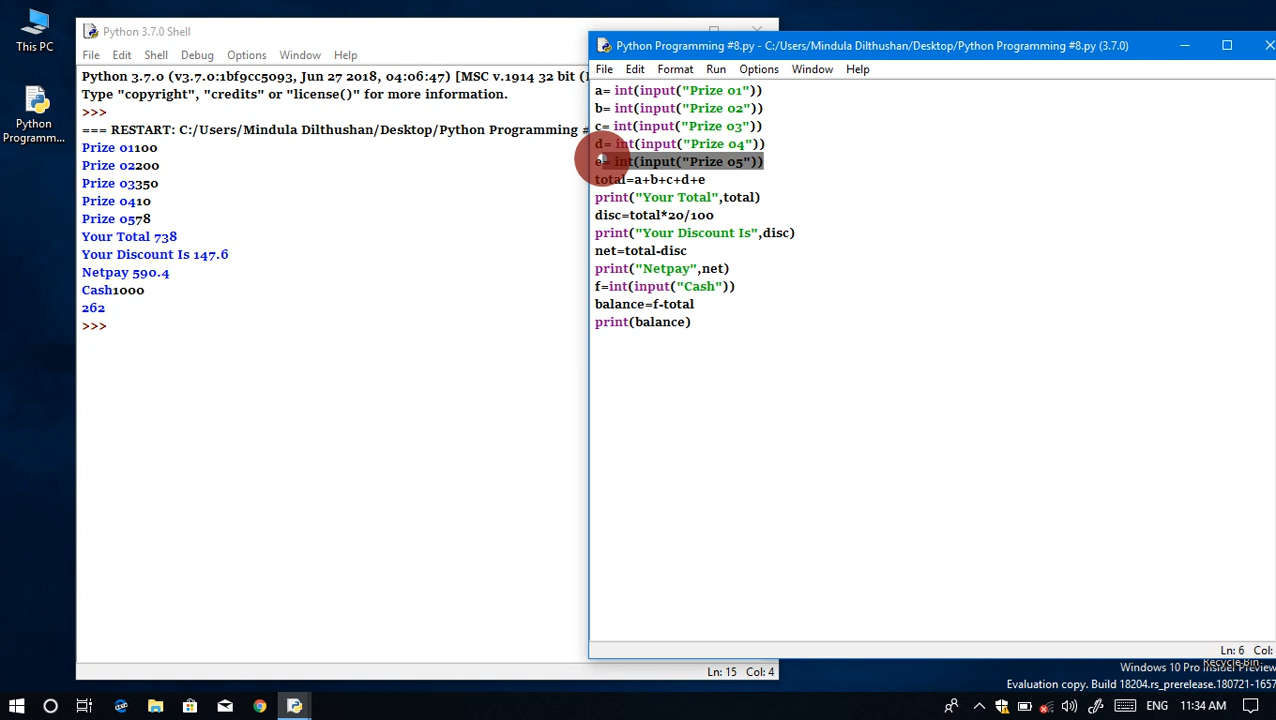 This PC
Python
Programm...
Python 3.7.0 Shell
File Edit Shell Debug Options Window Help
Python 3.7.0 (v3.7.0:1bf9cc5093, Jun 27 2018, 04:06:47) [MSC v.1914 32 bit (
Type "copyright", "credits" or "license()" for more information.
>>>
=== RESTART: C:/Users/Mindula Dilthushan/Desktop/Python Programming #
Prize 01100
Prize 02200
Prize 03350
Prize 0410
Prize 0578
Your Total 738
Your Discount Is 147.6
Netpay 590.4
Cash1000
262
>>>
Ln: 15 Col: 4
Python Programming #8.py - C:/Users/Mindula Dilthushan/Desktop/Python Programming #8.py (3.7.0)
File Edit Format Run Options Window Help
a= int(input("Prize 01"))
b= int(input("Prize 02"))
c= int(input("Prize 03"))
d= int(input("Prize 04"))
e= int(input("Prize 05"))
total=a+b+c+d+e
print("Your Total",total)
disc=total*20/100
print("Your Discount Is",disc)
net=total-disc
print("Netpay",net)
f=int(input("Cash"))
balance=f-total
print(balance)
Ln: 6 Col:
Recycle Bin
Windows 10 Pro Insider Preview
Evaluation copy. Build 18204.rs_prerelease.180721-1657
ENG 11:34 AM